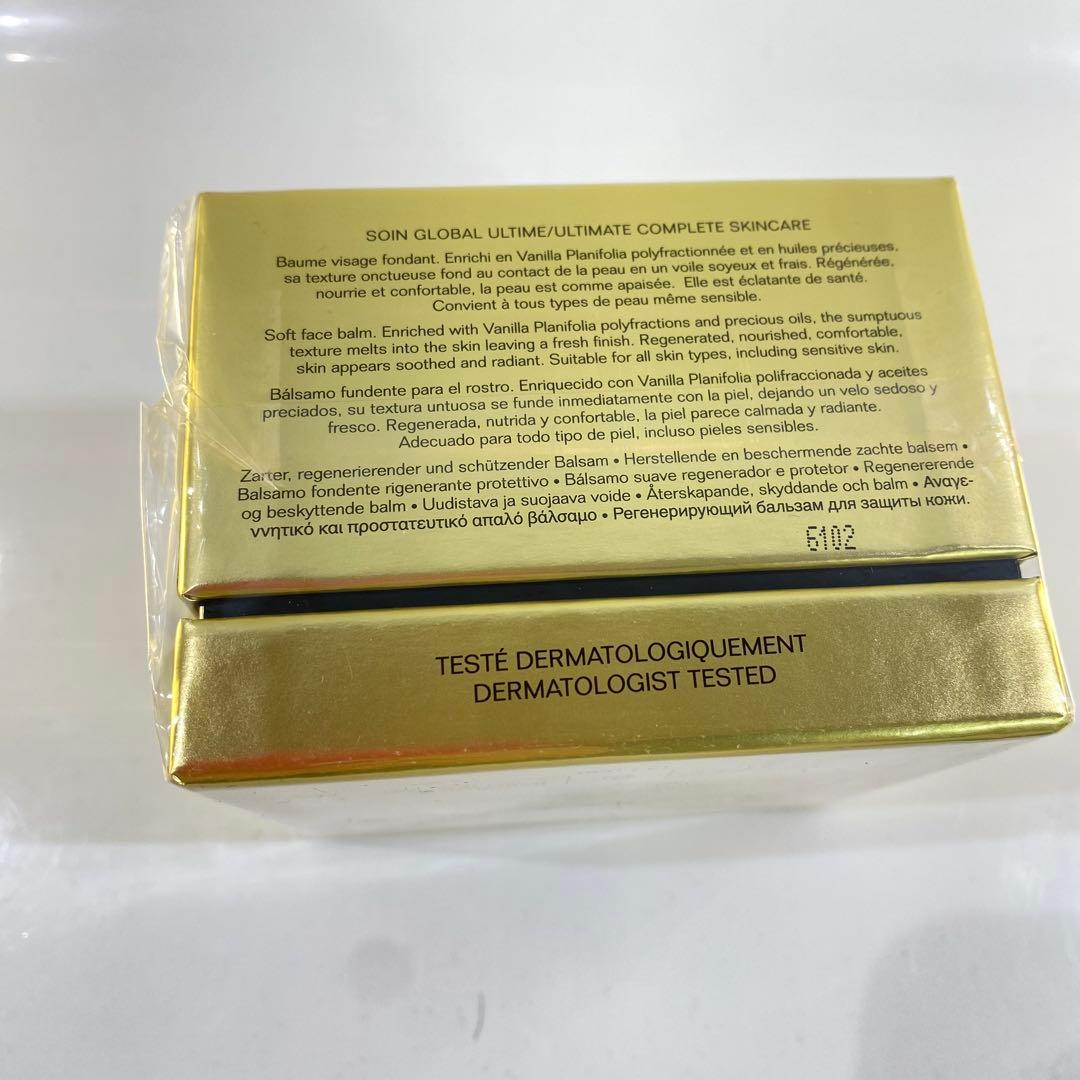 SOIN GLOBAL ULTIME/ULTIMATE COMPLETE SKINCARE
Baume visage fondant. Enrichi en Vanilla Planifolia polyfractionnée et en huiles précieuses,
sa texture onctueuse fond au contact de la peau en un voile soyeux et frais. Régénérée,
nourrie et confortable, la peau est comme apaisée. Elle est éclatante de santé.
Convient à tous types de peau même sensible.
Soft face balm. Enriched with Vanilla Planifolia polyfractions and precious oils, the sumptuous
texture melts into the skin leaving a fresh finish. Regenerated, nourished, comfortable,
skin appears soothed and radiant. Suitable for all skin types, including sensitive skin.
Bálsamo fundente para el rostro. Enriquecido con Vanilla Planifolia polifraccionada y aceites
preciados, su textura untuosa se funde inmediatamente con la piel, dejando un velo sedoso y
fresco. Regenerada, nutrida y confortable, la piel parece calmada y radiante.
Adecuado para todo tipo de piel, incluso pieles sensibles.
Zarter, regenerierender und schützender Balsam • Herstellende en beschermende zachte balsem •
Balsamo fondente rigenerante protettivo • Bálsamo suave regenerador e protetor • Regenererende
og beskyttende balm • Uudistava ja suojaava voide • Återskapande, skyddande och balm • Αναγε-
ννητικό και προστατευτικό απαλό βάλσαμο • Регенерирующий бальзам для защиты кожи.
6102
TESTÉ DERMATOLOGIQUEMENT
DERMATOLOGIST TESTED